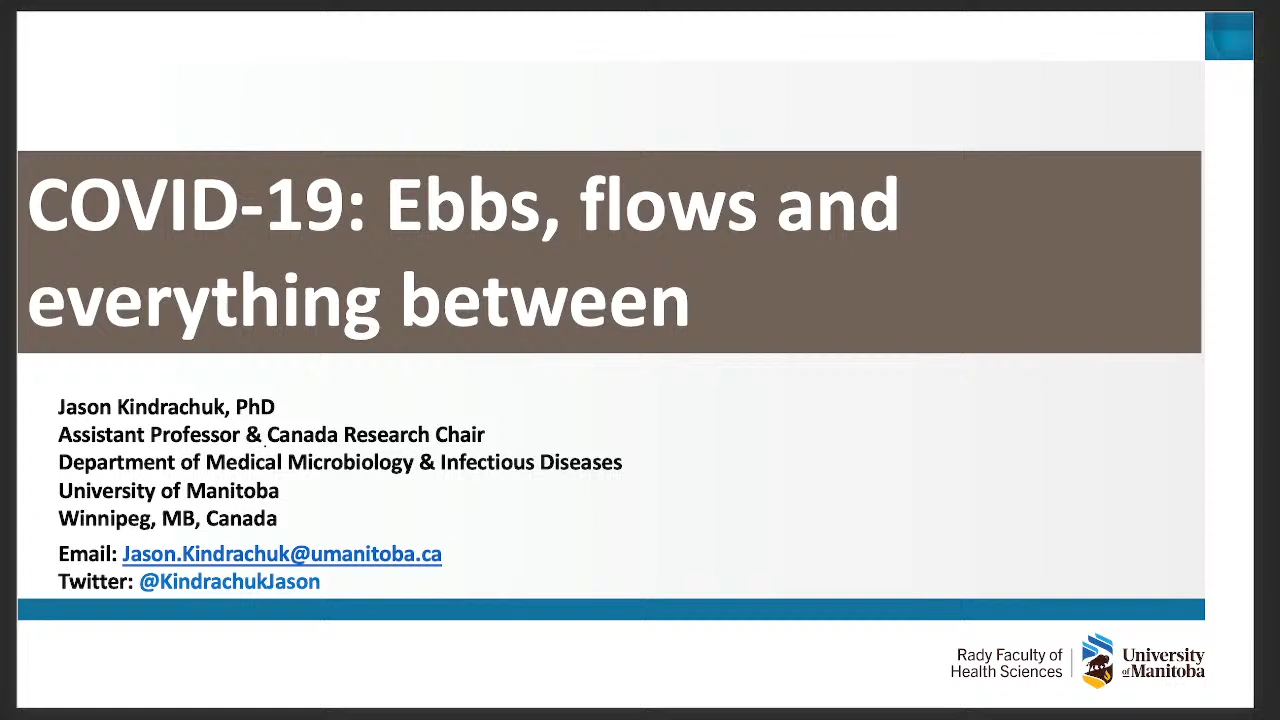 COVID-19: Ebbs, flows and
everything between
Jason Kindrachuk, PhD
Assistant Professor & Canada Research Chair
Department of Medical Microbiology & Infectious Diseases
University of Manitoba
Winnipeg, MB, Canada
Email: Jason.Kindrachuk@umanitoba.ca
Twitter: @KindrachukJason
Rady Faculty of
Health Sciences
University
of Manitoba